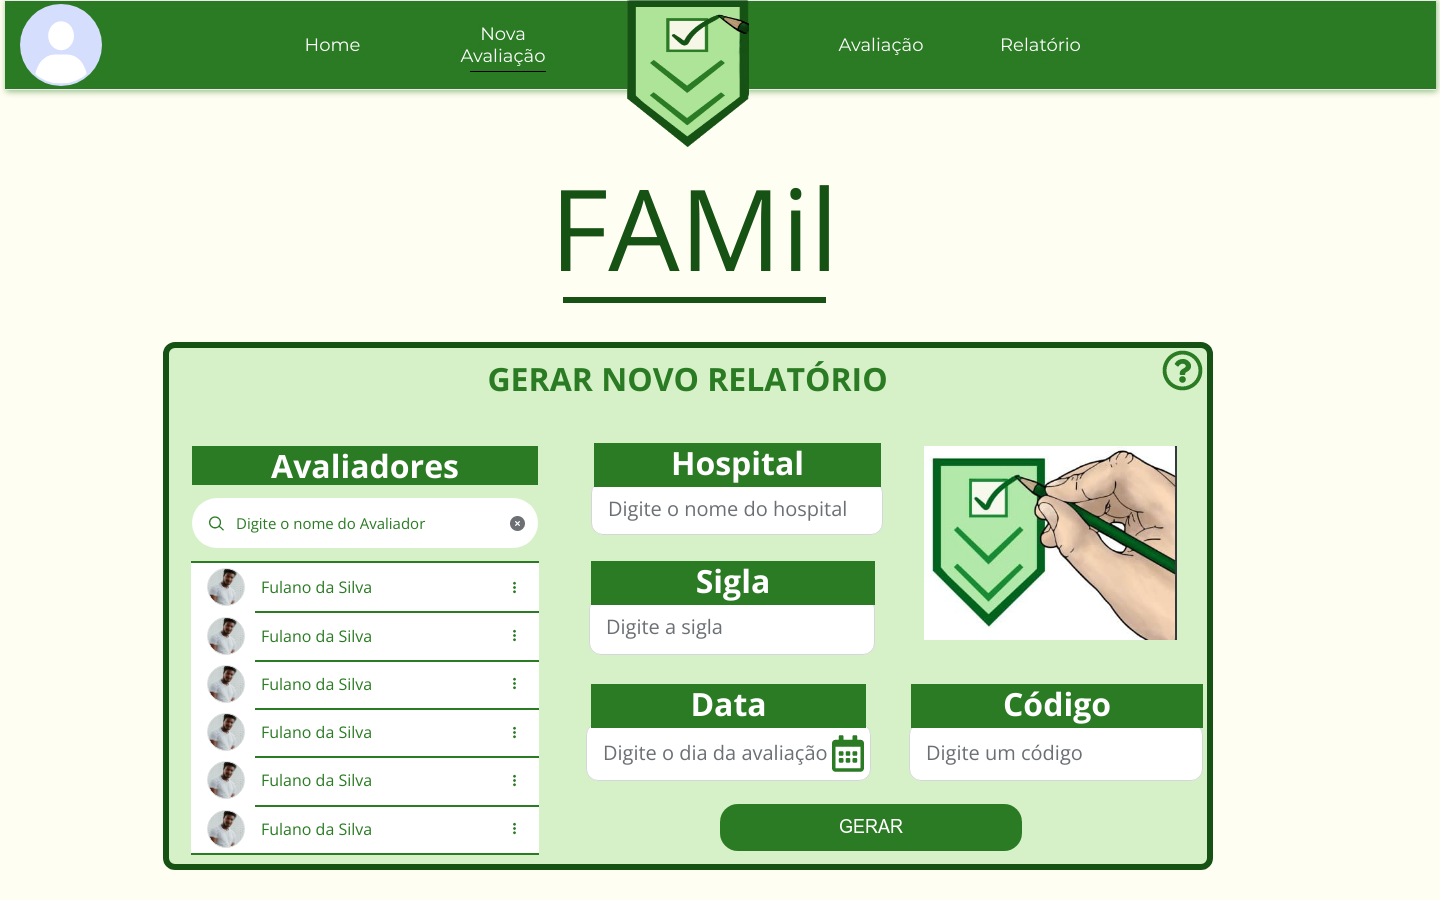 Home
Nova
Avaliação
Avaliação
Relatório
FAMil
GERAR NOVO RELATÓRIO
Avaliadores
Digite o nome do Avaliador
Fulano da Silva
Fulano da Silva
Fulano da Silva
Fulano da Silva
Fulano da Silva
Fulano da Silva
Hospital
Digite o nome do hospital
Sigla
Digite a sigla
Data
Digite o dia da avaliação
Código
Digite um código
GERAR